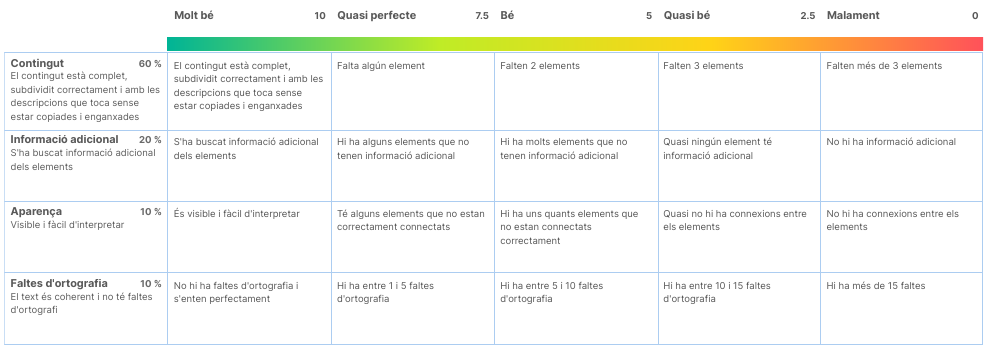 Molt bé 10 Quasi perfecte 7.5 Bé 5 Quasi bé 2.5 Malament 0
Contingut 60 %
El contingut està complet,
subdividit correctament i amb les
descripcions que toca sense
estar copiades i enganxades
El contingut està complet,
subdividit correctament i amb les
descripcions que toca sense
estar copiades i enganxades
Falta algún element
Falten 2 elements
Falten 3 elements
Falten més de 3 elements
Informació adicional 20 %
S'ha buscat informació adicional
dels elements
S'ha buscat informació adicional
dels elements
Hi ha alguns elements que no
tenen informació adicional
Hi ha molts elements que no
tenen informació adicional
Quasi ningún element té
informació adicional
No hi ha informació adicional
Aparença 10 %
Visible i fàcil d'interpretar
És visible i fàcil d'interpretar
Té alguns elements que no estan
correctament connectats
Hi ha uns quants elements que
no estan connectats
correctament
Quasi no hi ha connexions entre
els elements
No hi ha connexions entre els
elements
Faltes d'ortografia 10 %
El text és coherent i no té faltes
d'ortografi
No hi ha faltes d'ortografia i
s'enten perfectament
Hi ha entre 1 i 5 faltes
d'ortografia
Hi ha entre 5 i 10 faltes
d'ortografia
Hi ha entre 10 i 15 faltes
d'ortografia
Hi ha més de 15 faltes